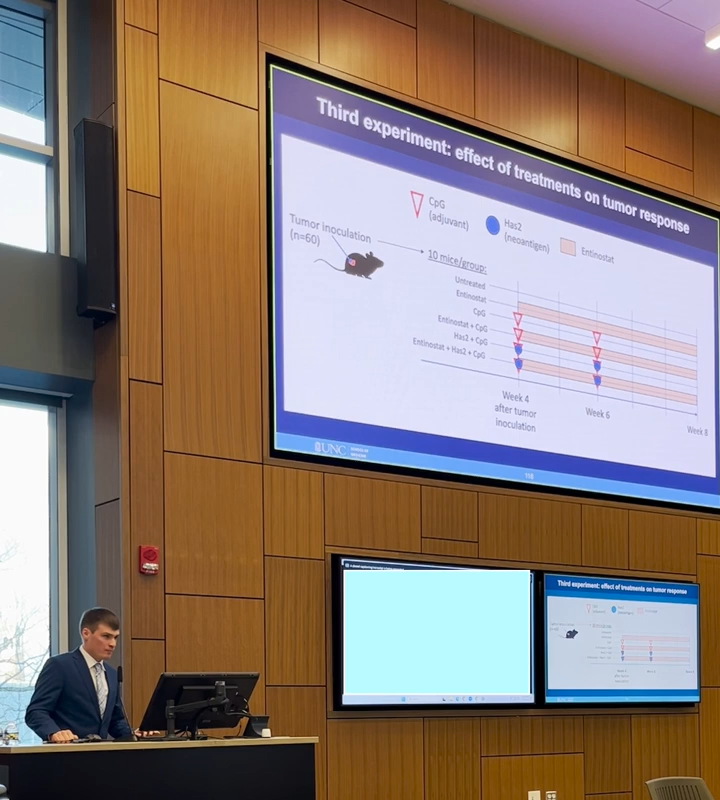 Third experiment: effect of treatments on tumor response
CpG
(adjuvant)
Has2
(neoantigen)
Entinostat
Tumor inoculation
(n=60)
10 mice/group:
Untreated
Entinostat
CpG
Entinostat + CpG
Has2 + CpG
Entinostat + Has2 + CpG
Week 4
after tumor
inoculation
Week 6
Week 8
UNC
Third experiment: effect of treatments on tumor response